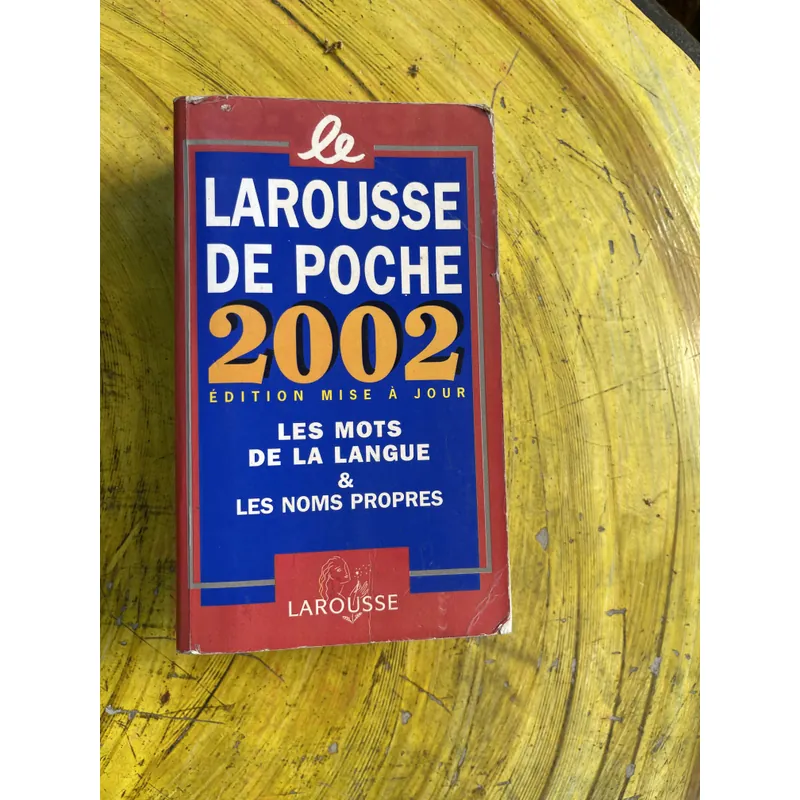 le
LAROUSSE
DE POCHE
2002
ÉDITION MISE À JOUR
LES MOTS
DE LA LANGUE
&
LES NOMS PROPRES
LAROUSSE